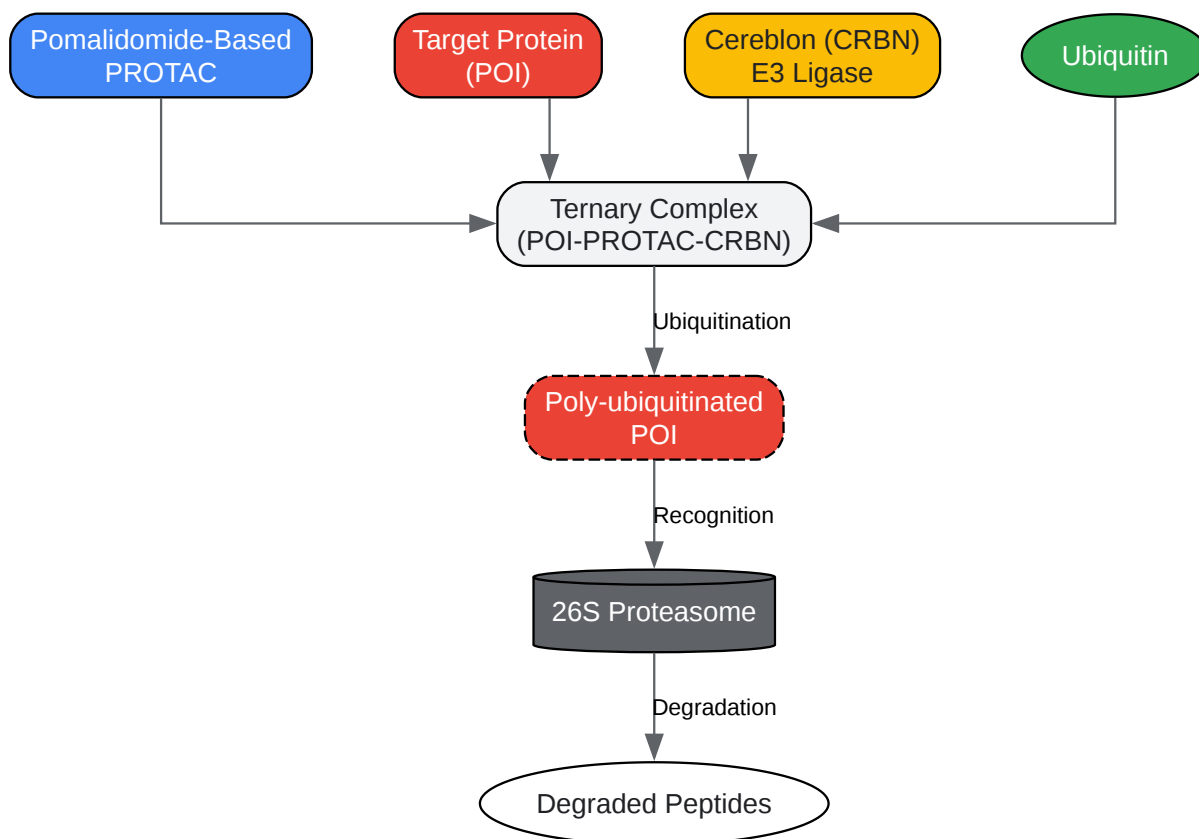 Pomalidomide-Based
PROTAC
Target Protein
(POI)
Cereblon (CRBN)
E3 Ligase
Ubiquitin
Ternary Complex
(POI-PROTAC-CRBN)
Ubiquitination
Poly-ubiquitinated
POI
Recognition
26S Proteasome
Degradation
Degraded Peptides